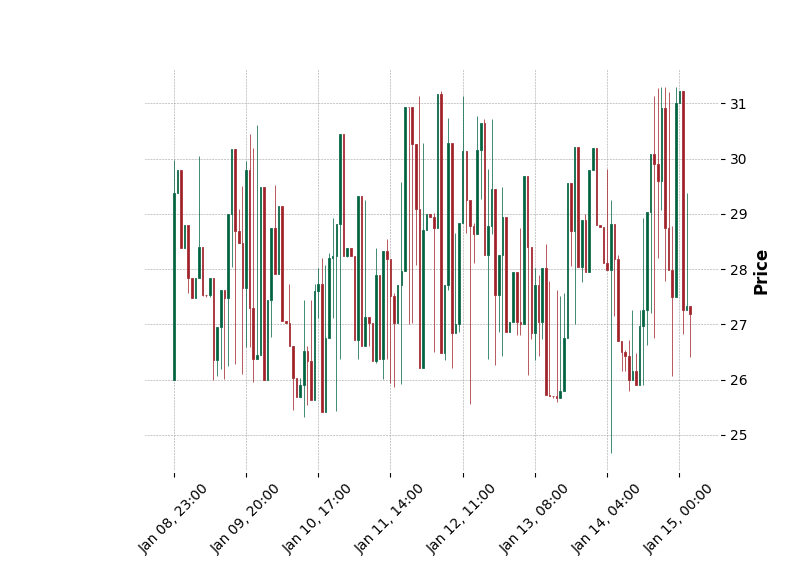 31
30
29
28
27
26
25
Price
Jan 08, 23:00
Jan 09, 20:00
Jan 10, 17:00
Jan 11, 14:00
Jan 12, 11:00
Jan 13, 08:00
Jan 14, 04:00
Jan 15, 00:00